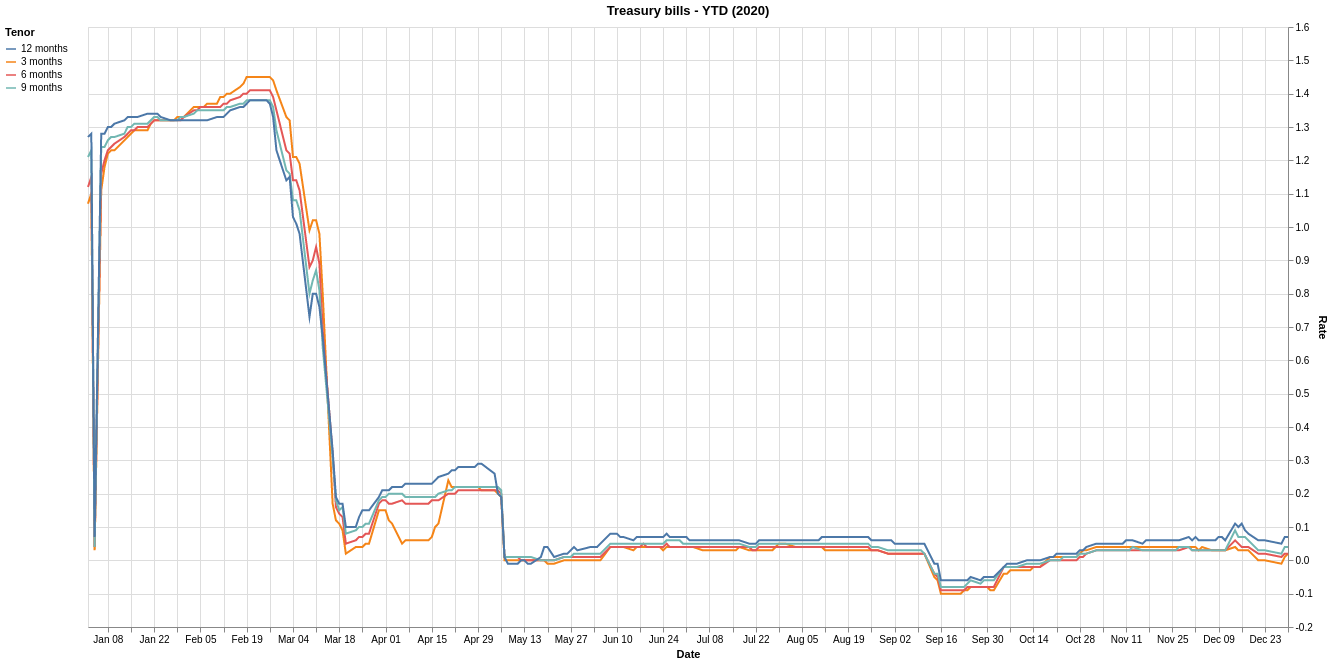 Treasury bills - YTD (2020)
Tenor
12 months
3 months
6 months
9 months
1.6
1.5
1.4
1.3
1.2
1.1
1.0
0.9
0.8
0.7
0.6
0.5
0.4
0.3
0.2
0.1
0.0
-0.1
-0.2
Rate
Jan 08 Jan 22 Feb 05 Feb 19 Mar 04 Mar 18 Apr 01 Apr 15 Apr 29 May 13 May 27 Jun 10 Jun 24 Jul 08 Jul 22 Aug 05 Aug 19 Sep 02 Sep 16 Sep 30 Oct 14 Oct 28 Nov 11 Nov 25 Dec 09 Dec 23
Date